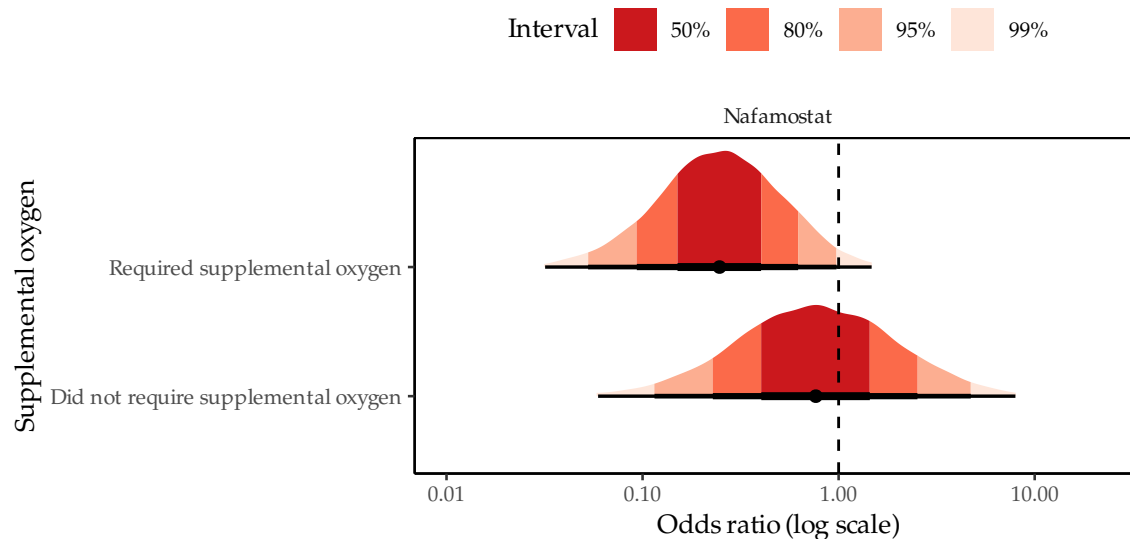 Interval 50% 80% 95% 99%
Nafamostat
Supplemental oxygen
Required supplemental oxygen
Did not require supplemental oxygen
0.01 0.10 1.00 10.00
Odds ratio (log scale)